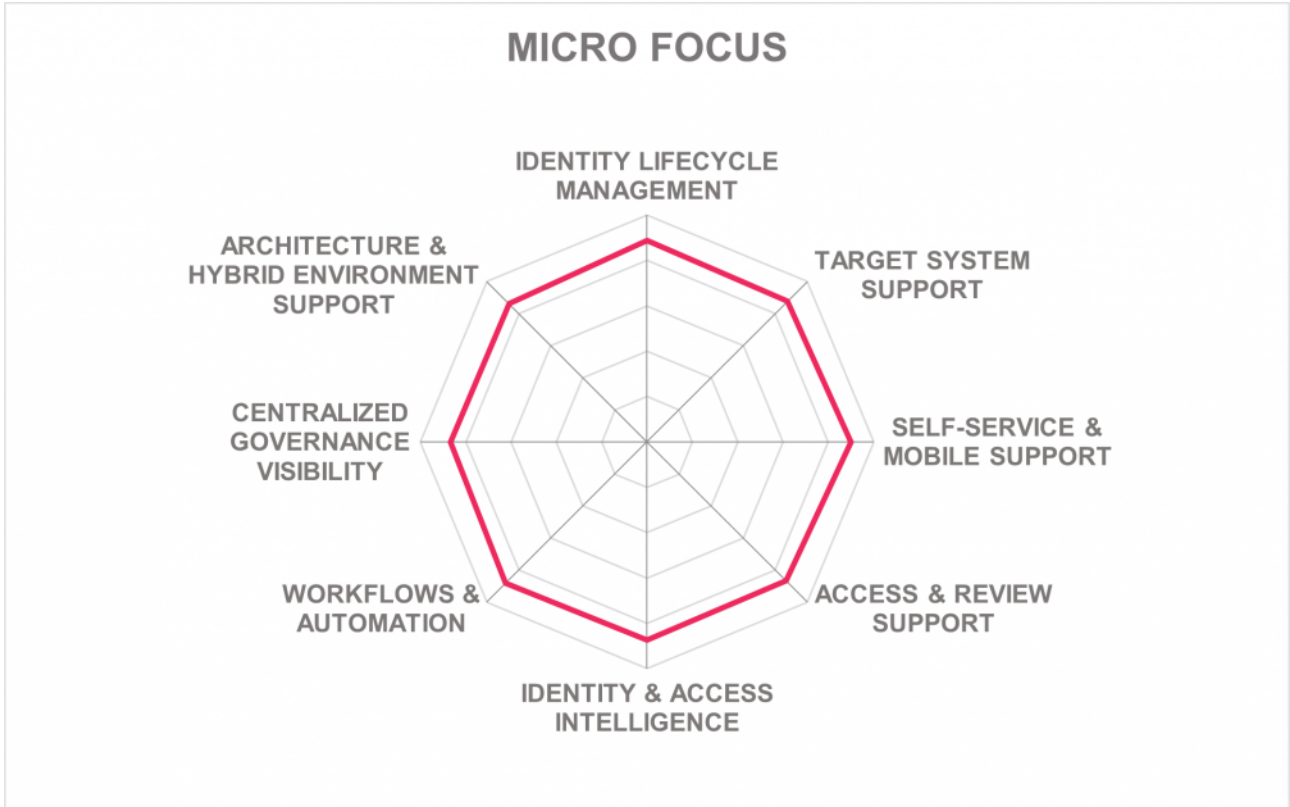 MICRO FOCUS
IDENTITY LIFECYCLE
MANAGEMENT
TARGET SYSTEM
SUPPORT
SELF-SERVICE &
MOBILE SUPPORT
ACCESS & REVIEW
SUPPORT
IDENTITY & ACCESS
INTELLIGENCE
WORKFLOWS &
AUTOMATION
CENTRALIZED
GOVERNANCE
VISIBILITY
ARCHITECTURE &
HYBRID ENVIRONMENT
SUPPORT